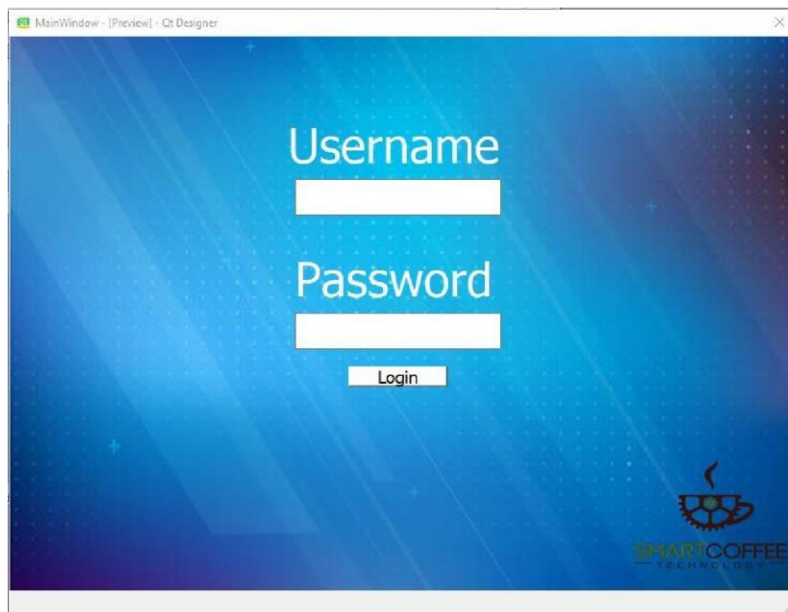 MainWindow - [Preview] - Qt Designer
Username
Password
Login
SMARTCOFFEE
TECHNOLOGY